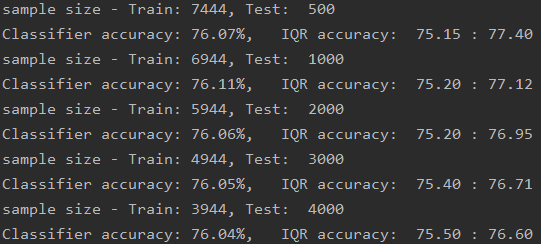 sample size - Train: 7444, Test:  500
Classifier accuracy: 76.07%,   IQR accuracy:  75.15 : 77.40
sample size - Train: 6944, Test:  1000
Classifier accuracy: 76.11%,   IQR accuracy:  75.20 : 77.12
sample size - Train: 5944, Test:  2000
Classifier accuracy: 76.06%,   IQR accuracy:  75.20 : 76.95
sample size - Train: 4944, Test:  3000
Classifier accuracy: 76.05%,   IQR accuracy:  75.40 : 76.71
sample size - Train: 3944, Test:  4000
Classifier accuracy: 76.04%,   IQR accuracy:  75.50 : 76.60